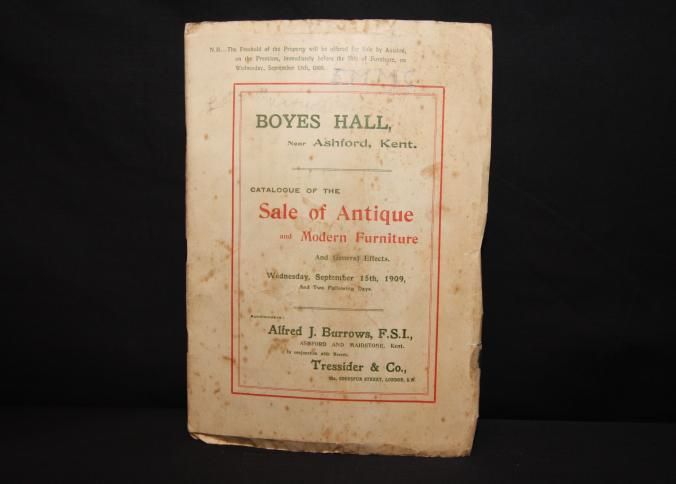 N.B.—The Freehold of the Property will be offered for Sale by Auction,
on the Premises, immediately before the Sale of Furniture, on
Wednesday, September 15th, 1909.
BOYES HALL,
Near Ashford, Kent.
CATALOGUE OF THE
Sale of Antique
and Modern Furniture
And General Effects.
Wednesday, September 15th, 1909,
And Two Following Days.
Auctioneers:
Alfred J. Burrows, F.S.I.,
ASHFORD AND MAIDSTONE, Kent.
In conjunction with Messrs.
Tressider & Co.,
STREET, LONDON, S.W.